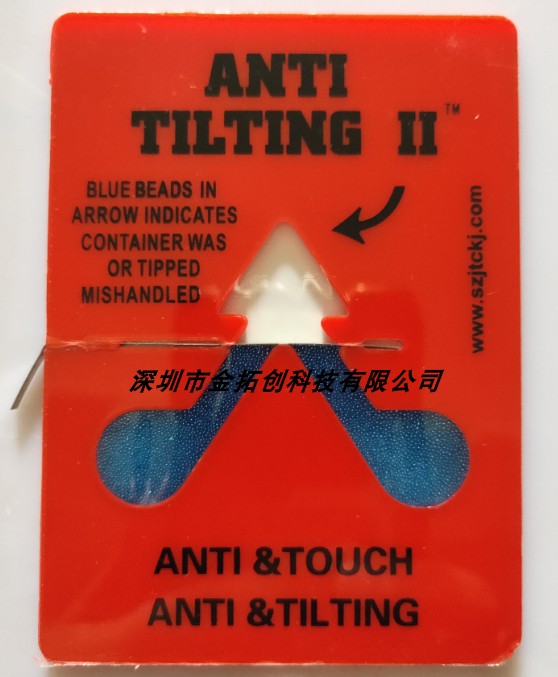 ANTI
TILTING II™
BLUE BEADS IN
ARROW INDICATES
CONTAINER WAS
OR TIPPED
MISHANDLED
www.szjtckj.com
深圳市金拓创科技有限公司
ANTI &TOUCH
ANTI &TILTING